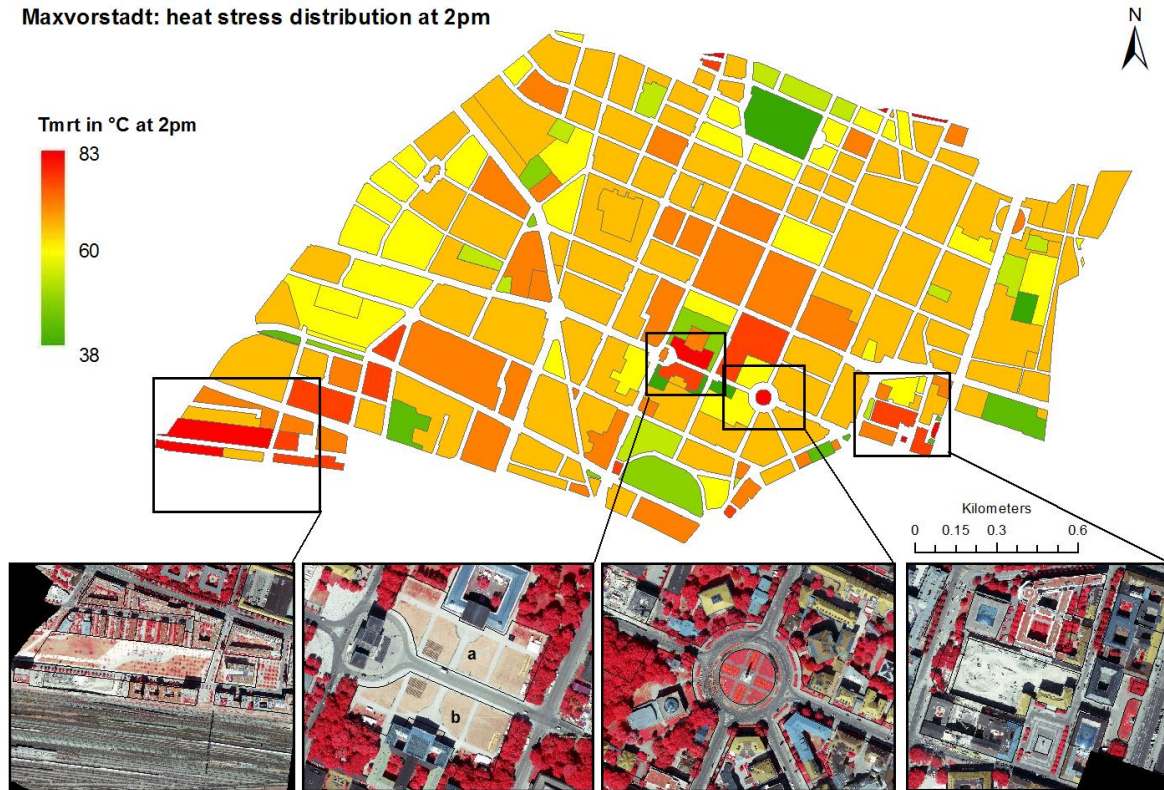 Maxvorstadt: heat stress distribution at 2pm
N
Tmrt in °C at 2pm
83
60
38
Kilometers
0 0.15 0.3 0.6
a
b